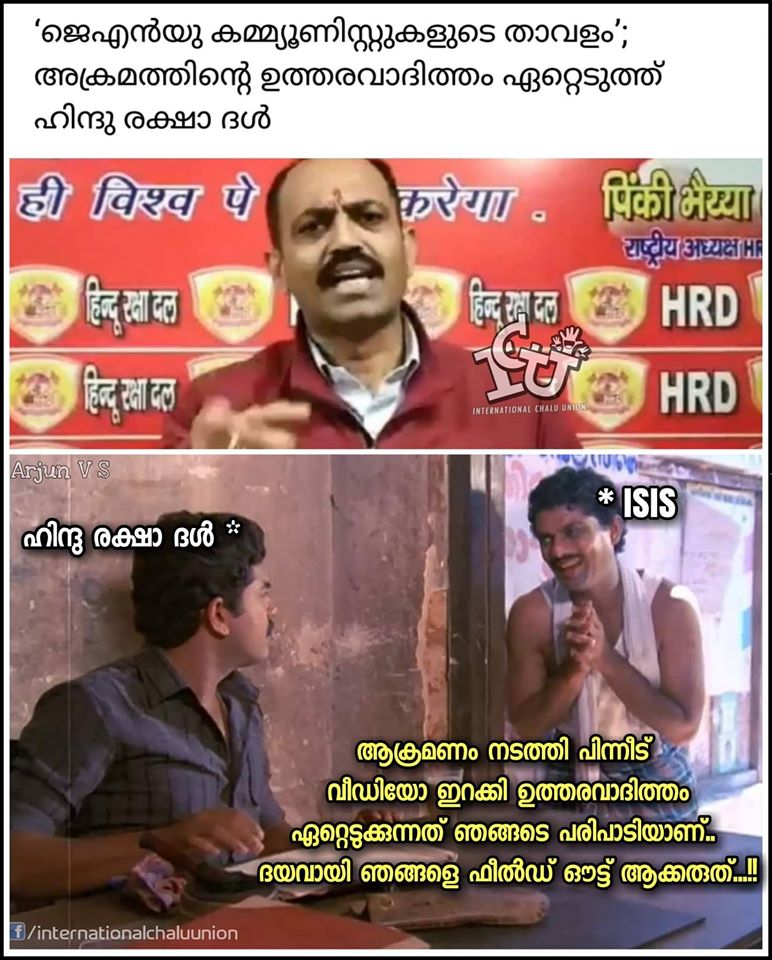 ‘ജെഎൻയു കമ്മ്യൂണിസ്റ്റുകളുടെ താവളം’;
അക്രമത്തിന്റെ ഉത്തരവാദിത്തം ഏറ്റെടുത്ത്
ഹിന്ദു രക്ഷാ ദൾ
ही विश्व पे
करेगा .
पिंकी भैय्या
राष्ट्रीय अध्यक्ष HR
हिन्दू रक्षा दल
हिन्दू रक्षा दल
HRD
हिन्दू रक्षा दल
HRD
ICU
INTERNATIONAL CHALU UNION
Arjun V S
* ISIS
ഹിന്ദു രക്ഷാ ദൾ *
ആക്രമണം നടത്തി പിന്നീട്
വീഡിയോ ഇറക്കി ഉത്തരവാദിത്തം
ഏറ്റെടുക്കുന്നത് ഞങ്ങടെ പരിപാടിയാണ്..
ദയവായി ഞങ്ങളെ ഫീൽഡ് ഔട്ട് ആക്കരുത്...!!
f/internationalchaluunion